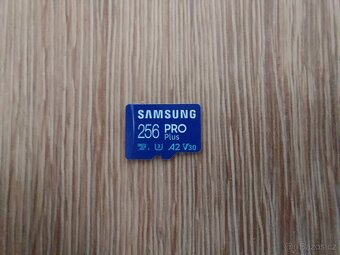 SAMSUNG
256 PRO
Plus
A2 V30